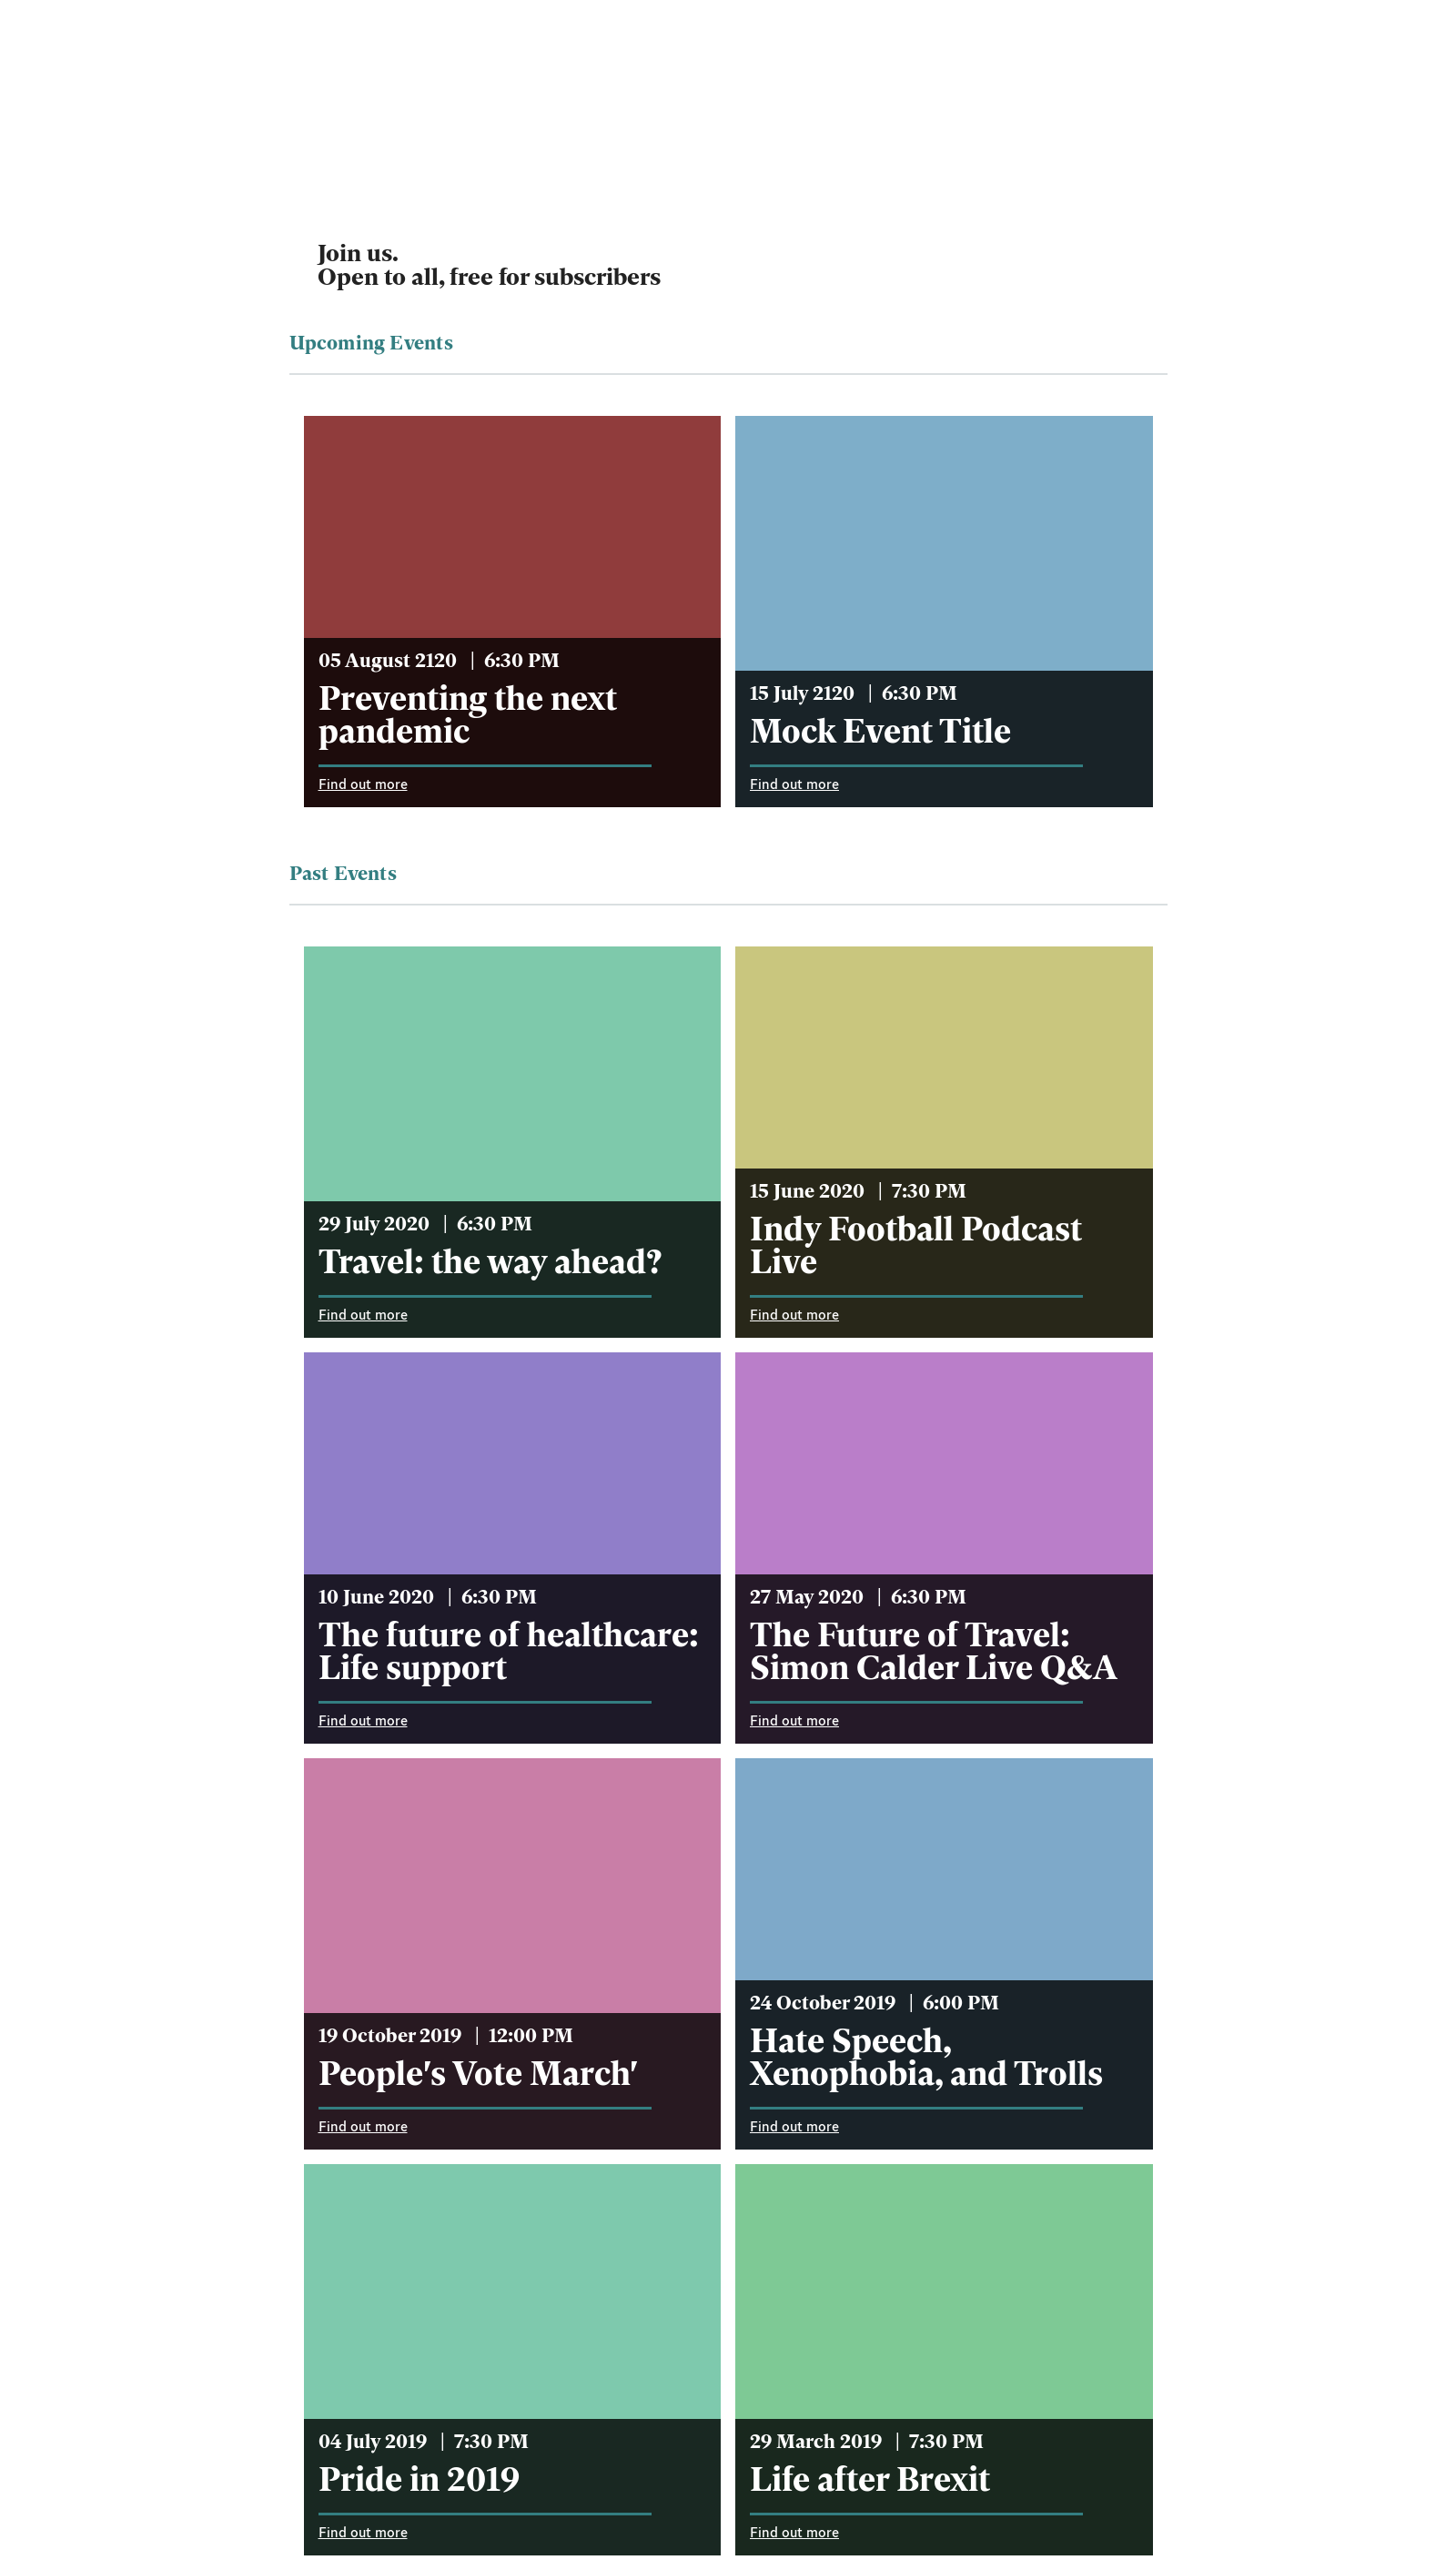 Join us.
Open to all, free for subscribers
Upcoming Events
05 August 2120 | 6:30 PM
Preventing the next
pandemic
Find out more
15 July 2120 | 6:30 PM
Mock Event Title
Find out more
Past Events
29 July 2020 | 6:30 PM
Travel: the way ahead?
Find out more
15 June 2020 | 7:30 PM
Indy Football Podcast
Live
Find out more
10 June 2020 | 6:30 PM
The future of healthcare:
Life support
Find out more
27 May 2020 | 6:30 PM
The Future of Travel:
Simon Calder Live Q&A
Find out more
19 October 2019 | 12:00 PM
People's Vote March'
Find out more
24 October 2019 | 6:00 PM
Hate Speech,
Xenophobia, and Trolls
Find out more
04 July 2019 | 7:30 PM
Pride in 2019
Find out more
29 March 2019 | 7:30 PM
Life after Brexit
Find out more